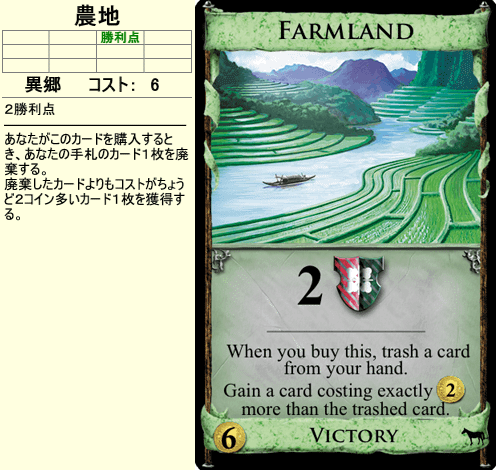 農地
勝利点
異郷 コスト: 6
２勝利点
あなたがこのカードを購入すると
き、あなたの手札のカード１枚を廃
棄する。
廃棄したカードよりもコストがちょう
ど２コイン多いカード１枚を獲得す
る。
FARMLAND
2
When you buy this, trash a card
from your hand.
Gain a card costing exactly 2
more than the trashed card.
6 VICTORY